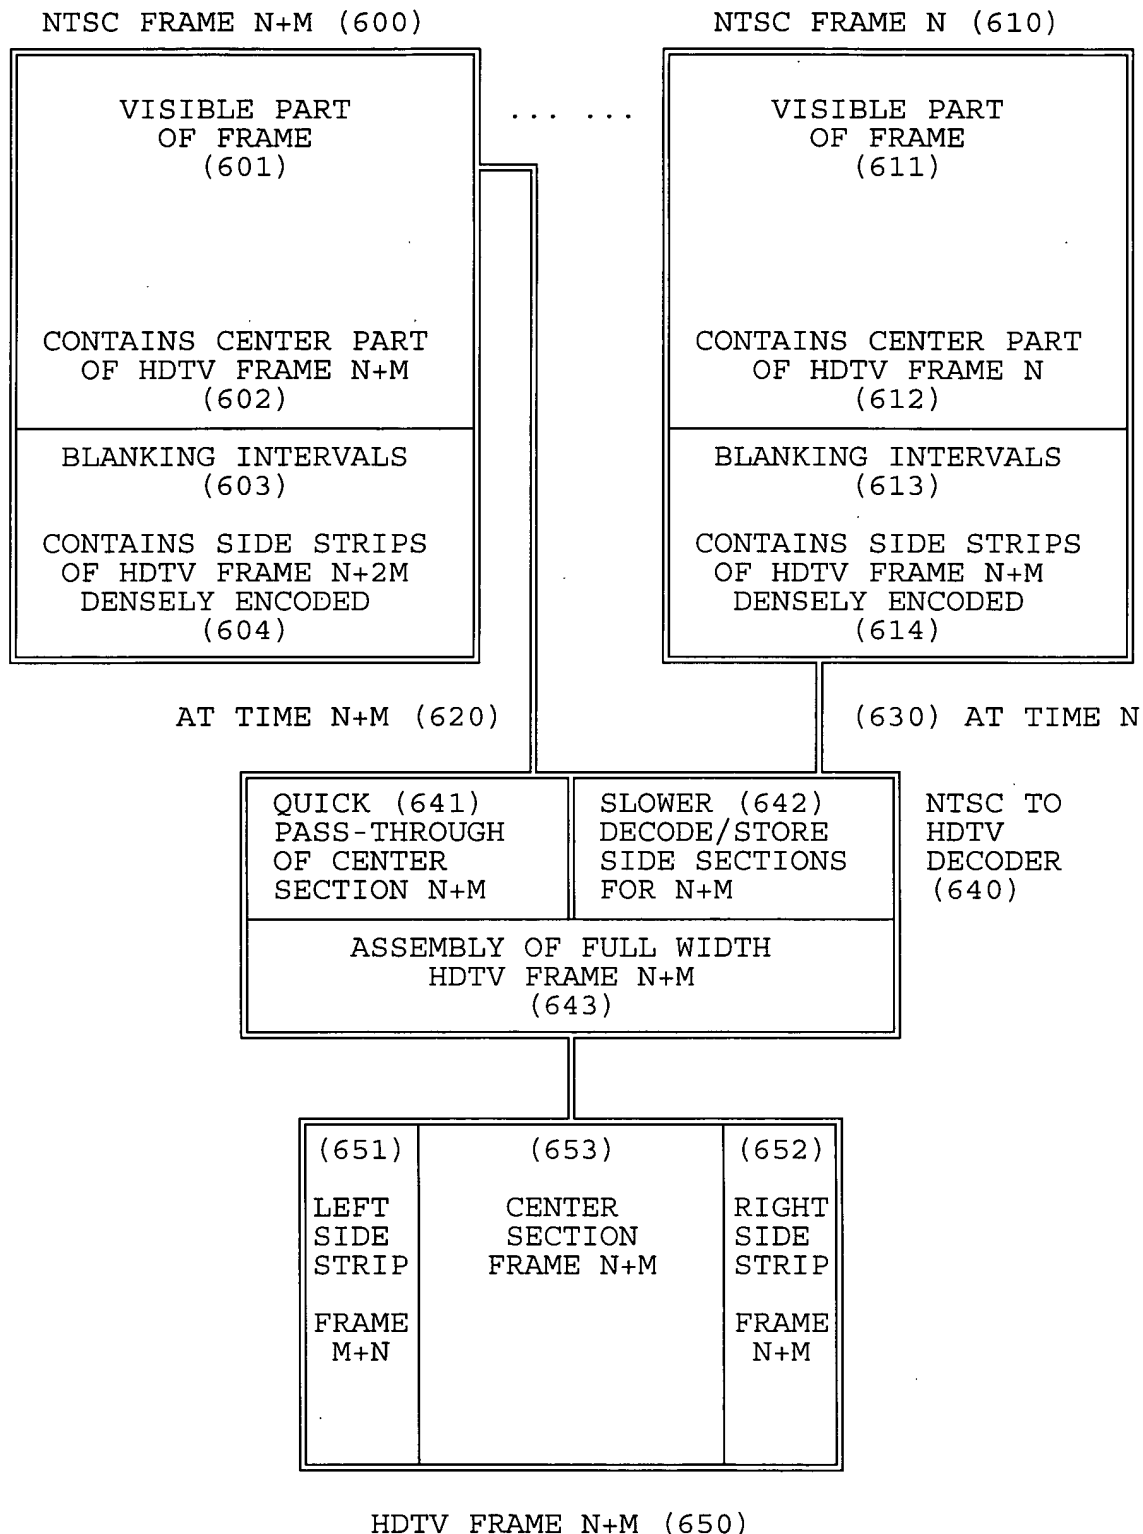 NTSC FRAME N+M (600)
VISIBLE PART
OF FRAME
(601)
CONTAINS CENTER PART
OF HDTV FRAME N+M
(602)
BLANKING INTERVALS
(603)
CONTAINS SIDE STRIPS
OF HDTV FRAME N+2M
DENSELY ENCODED
(604)
... ...
NTSC FRAME N (610)
VISIBLE PART
OF FRAME
(611)
CONTAINS CENTER PART
OF HDTV FRAME N
(612)
BLANKING INTERVALS
(613)
CONTAINS SIDE STRIPS
OF HDTV FRAME N+M
DENSELY ENCODED
(614)
AT TIME N+M (620)
(630) AT TIME N
QUICK (641)
PASS-THROUGH
OF CENTER
SECTION N+M
SLOWER (642)
DECODE/STORE
SIDE SECTIONS
FOR N+M
NTSC TO
HDTV
DECODER
(640)
ASSEMBLY OF FULL WIDTH
HDTV FRAME N+M
(643)
(651)
LEFT
SIDE
STRIP
FRAME
M+N
(653)
CENTER
SECTION
FRAME N+M
(652)
RIGHT
SIDE
STRIP
FRAME
N+M
HDTV FRAME N+M (650)